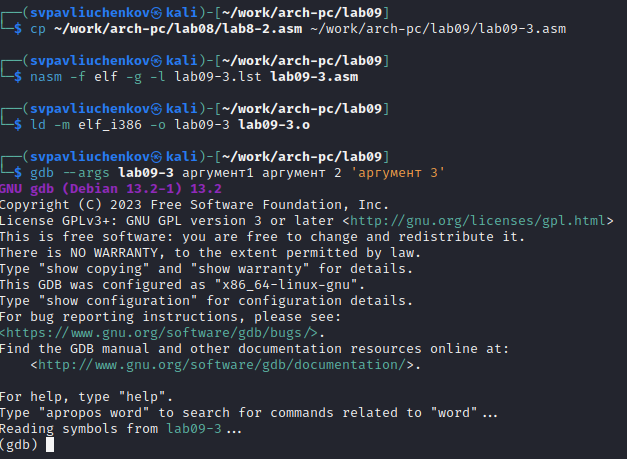 ┌──(svpavliuchenkov㉿kali)-[~/work/arch-pc/lab09]
└─$ cp ~/work/arch-pc/lab08/lab8-2.asm ~/work/arch-pc/lab09/lab09-3.asm
┌──(svpavliuchenkov㉿kali)-[~/work/arch-pc/lab09]
└─$ nasm -f elf -g -l lab09-3.lst lab09-3.asm
┌──(svpavliuchenkov㉿kali)-[~/work/arch-pc/lab09]
└─$ ld -m elf_i386 -o lab09-3 lab09-3.o
┌──(svpavliuchenkov㉿kali)-[~/work/arch-pc/lab09]
└─$ gdb --args lab09-3 аргумент1 аргумент 2 'аргумент 3'
GNU gdb (Debian 13.2-1) 13.2
Copyright (C) 2023 Free Software Foundation, Inc.
License GPLv3+: GNU GPL version 3 or later <http://gnu.org/licenses/gpl.html>
This is free software: you are free to change and redistribute it.
There is NO WARRANTY, to the extent permitted by law.
Type "show copying" and "show warranty" for details.
This GDB was configured as "x86_64-linux-gnu".
Type "show configuration" for configuration details.
For bug reporting instructions, please see:
<https://www.gnu.org/software/gdb/bugs/>.
Find the GDB manual and other documentation resources online at:
    <http://www.gnu.org/software/gdb/documentation/>.
For help, type "help".
Type "apropos word" to search for commands related to "word"...
Reading symbols from lab09-3...
(gdb)